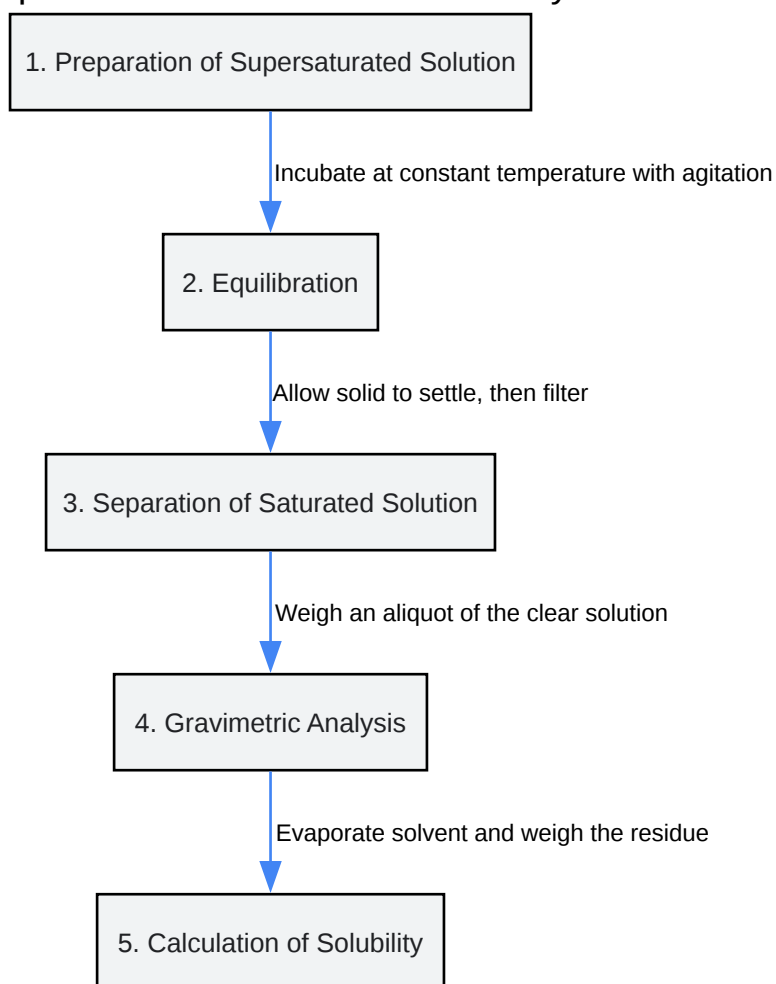 1. Preparation of Supersaturated Solution
Incubate at constant temperature with agitation
2. Equilibration
Allow solid to settle, then filter
3. Separation of Saturated Solution
Weigh an aliquot of the clear solution
4. Gravimetric Analysis
Evaporate solvent and weigh the residue
5. Calculation of Solubility